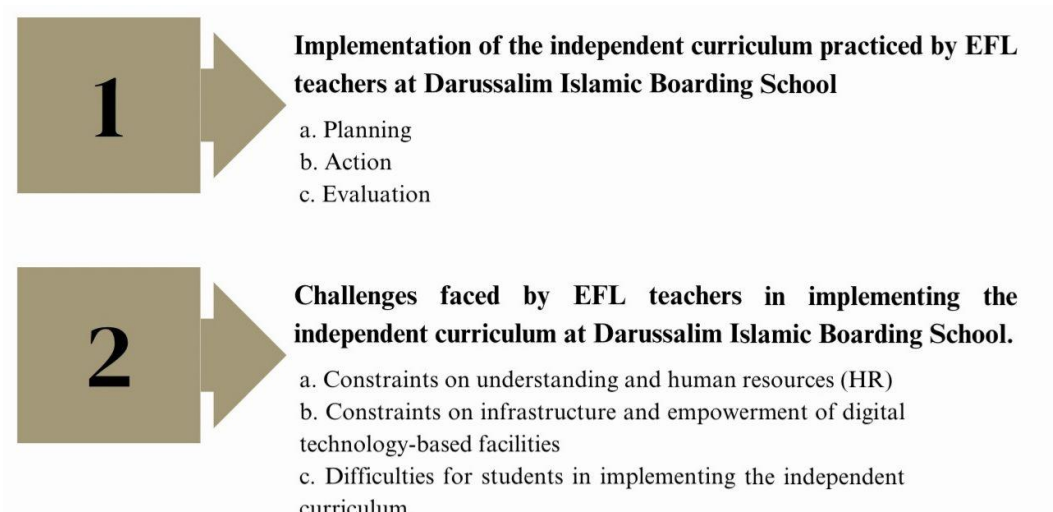 1
Implementation of the independent curriculum practiced by EFL
teachers at Darussalim Islamic Boarding School
a. Planning
b. Action
c. Evaluation
2
Challenges faced by EFL teachers in implementing the
independent curriculum at Darussalim Islamic Boarding School.
a. Constraints on understanding and human resources (HR)
b. Constraints on infrastructure and empowerment of digital
technology-based facilities
c. Difficulties for students in implementing the independent
curriculum